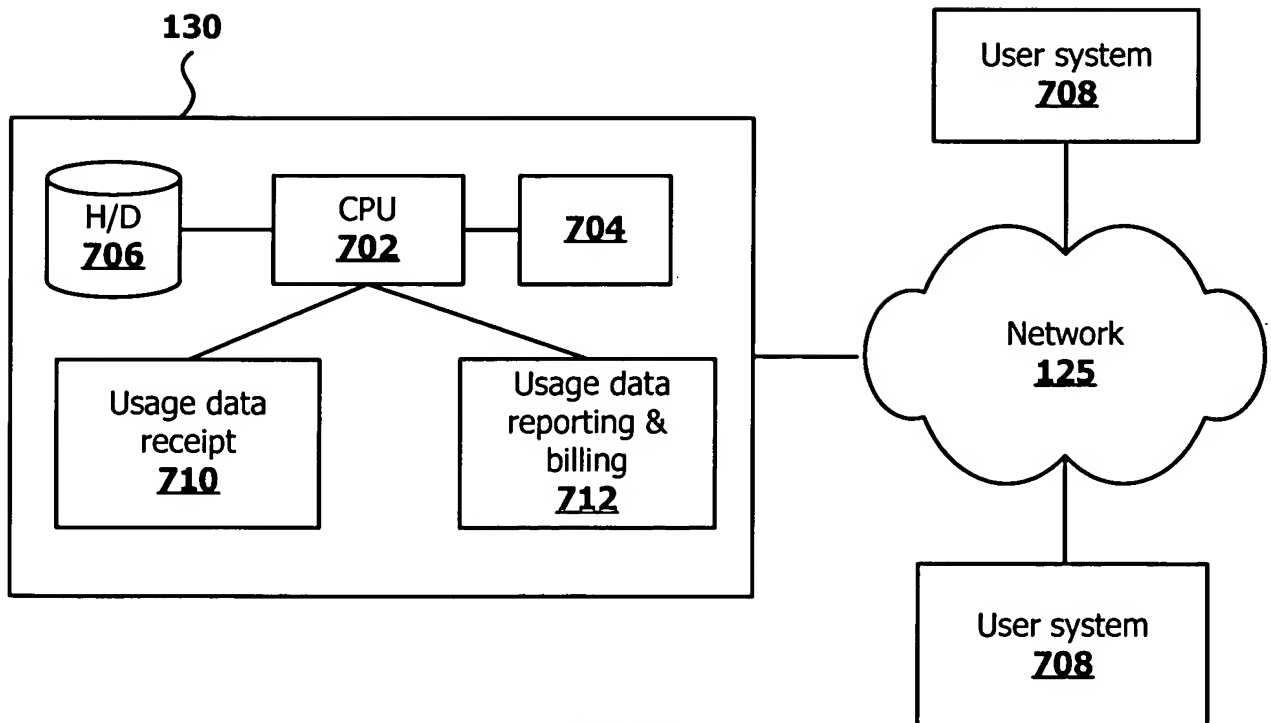 130
H/D
706
CPU
702
704
Usage data
receipt
710
Usage data
reporting &
billing
712
User system
708
Network
125
User system
708